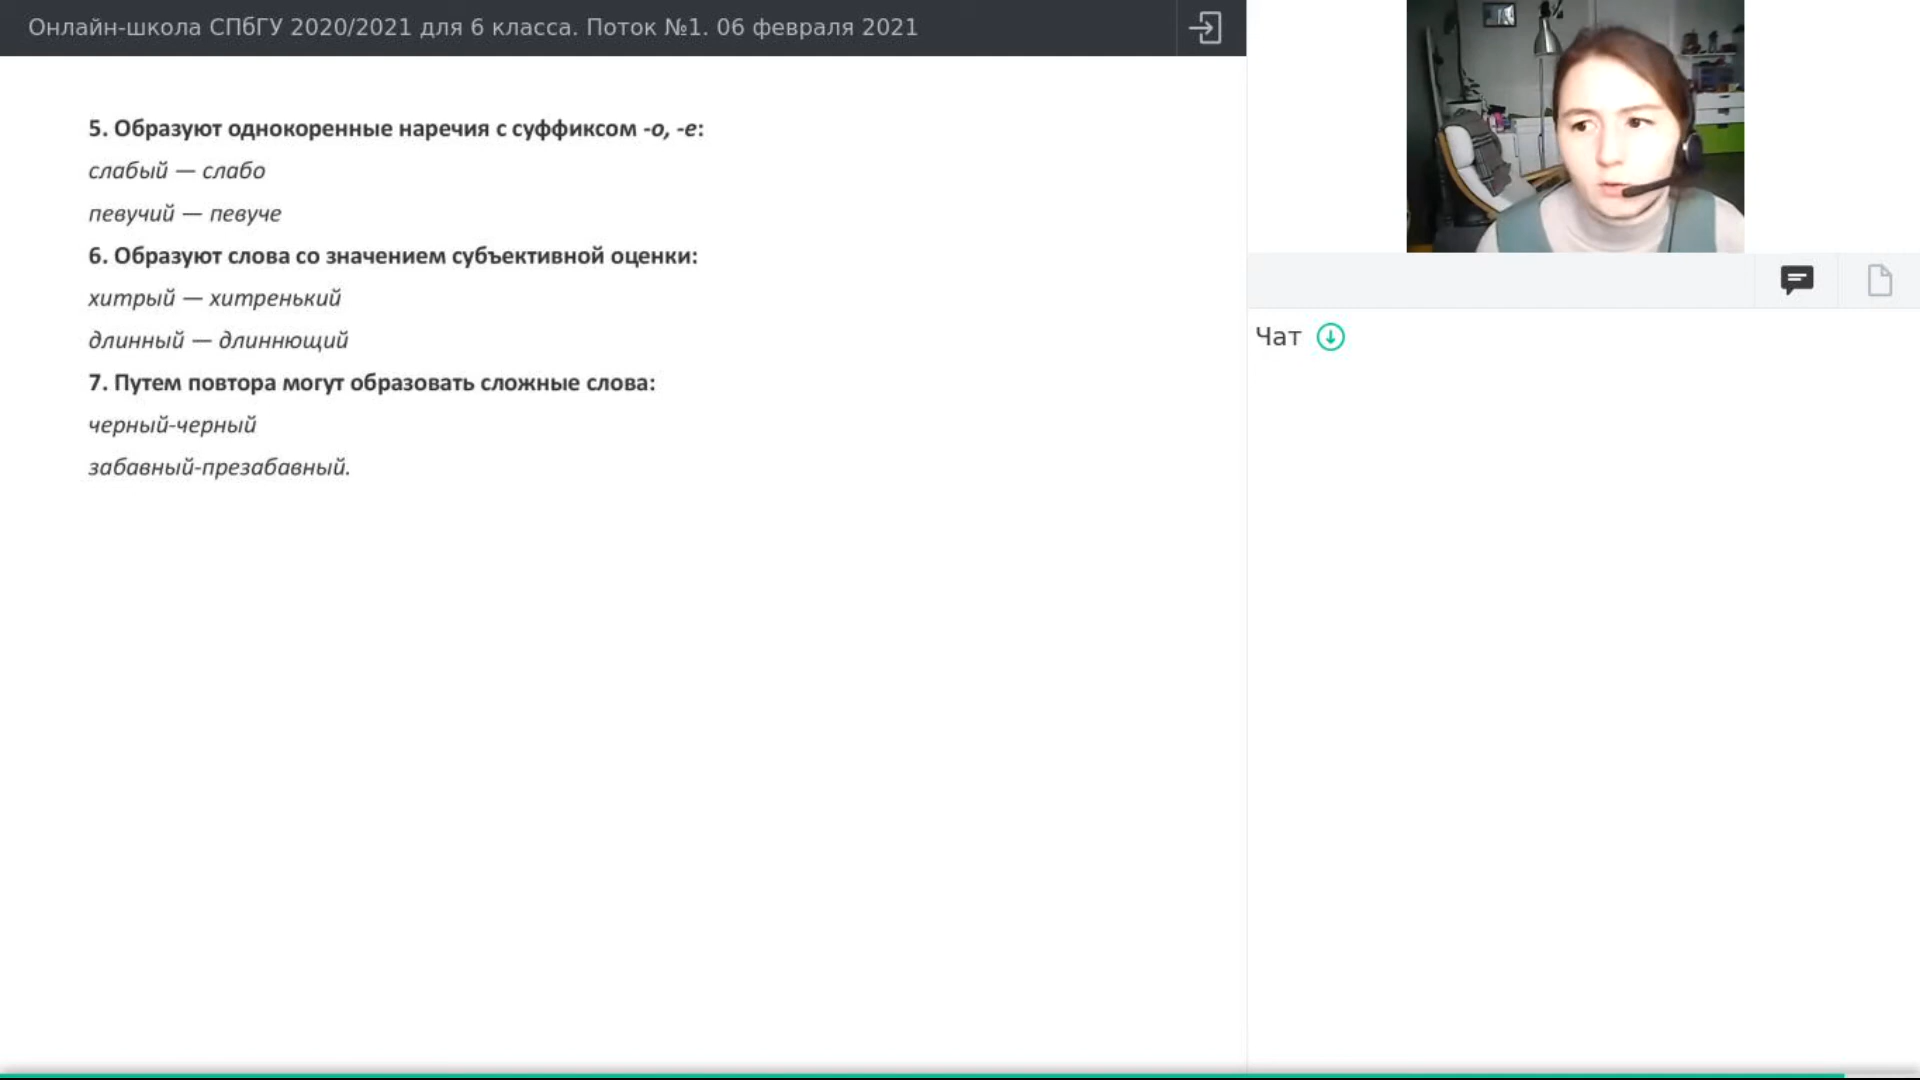 Онлайн-школа СПбГУ 2020/2021 для 6 класса. Поток №1. 06 февраля 2021
5. Образуют однокоренные наречия с суффиксом -о, -е:
слабый — слабо
певучий — певуче
6. Образуют слова со значением субъективной оценки:
хитрый — хитренький
длинный — длиннющий
7. Путем повтора могут образовать сложные слова:
черный-черный
забавный-презабавный.
Чат